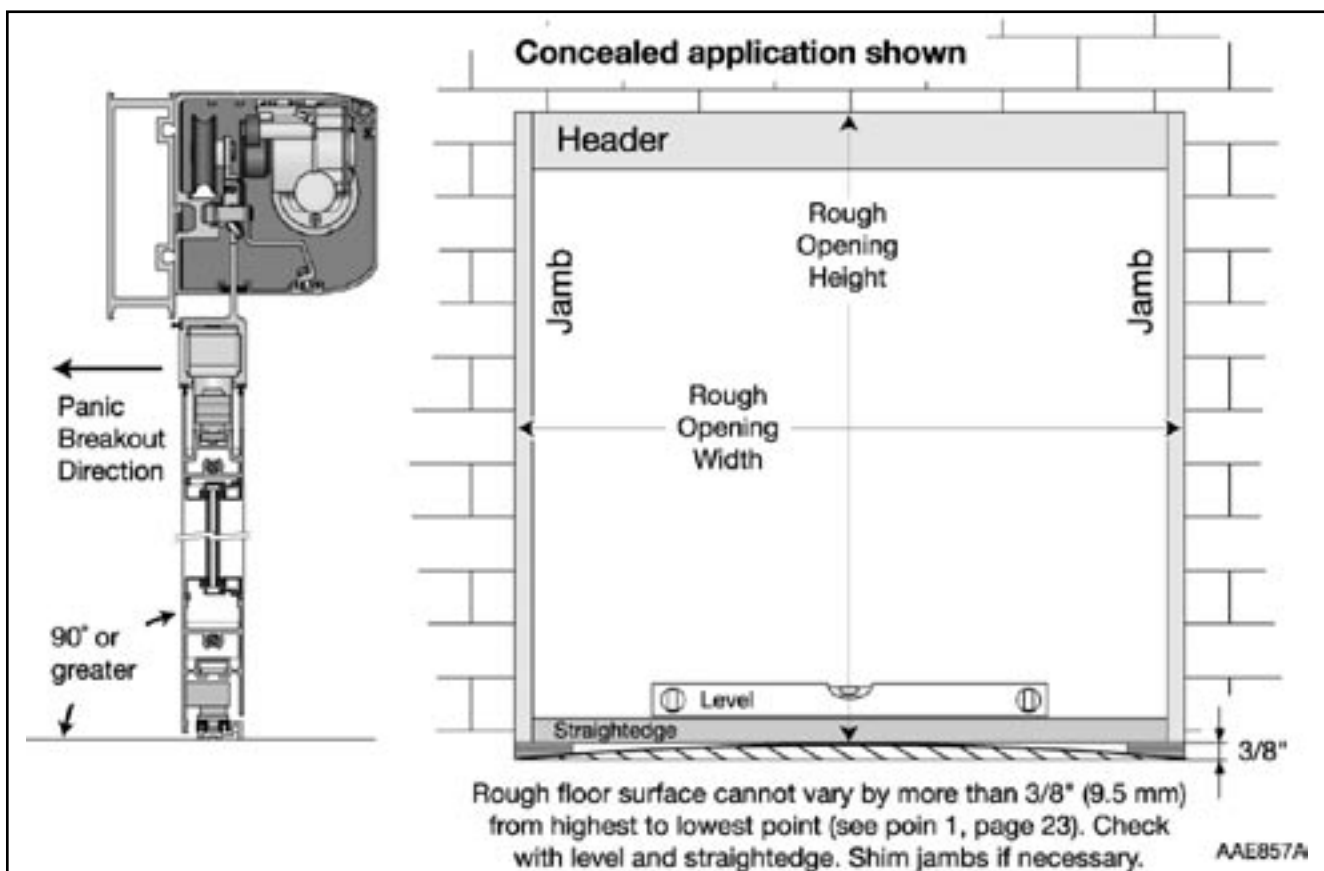 Concealed application shown
Header
Rough
Opening
Height
Jamb
Jamb
Rough
Opening
Width
Panic
Breakout
Direction
90° or
greater
Level
Straightedge
3/8"
Rough floor surface cannot vary by more than 3/8" (9.5 mm)
from highest to lowest point (see poin 1, page 23). Check
with level and straightedge. Shim jambs if necessary.